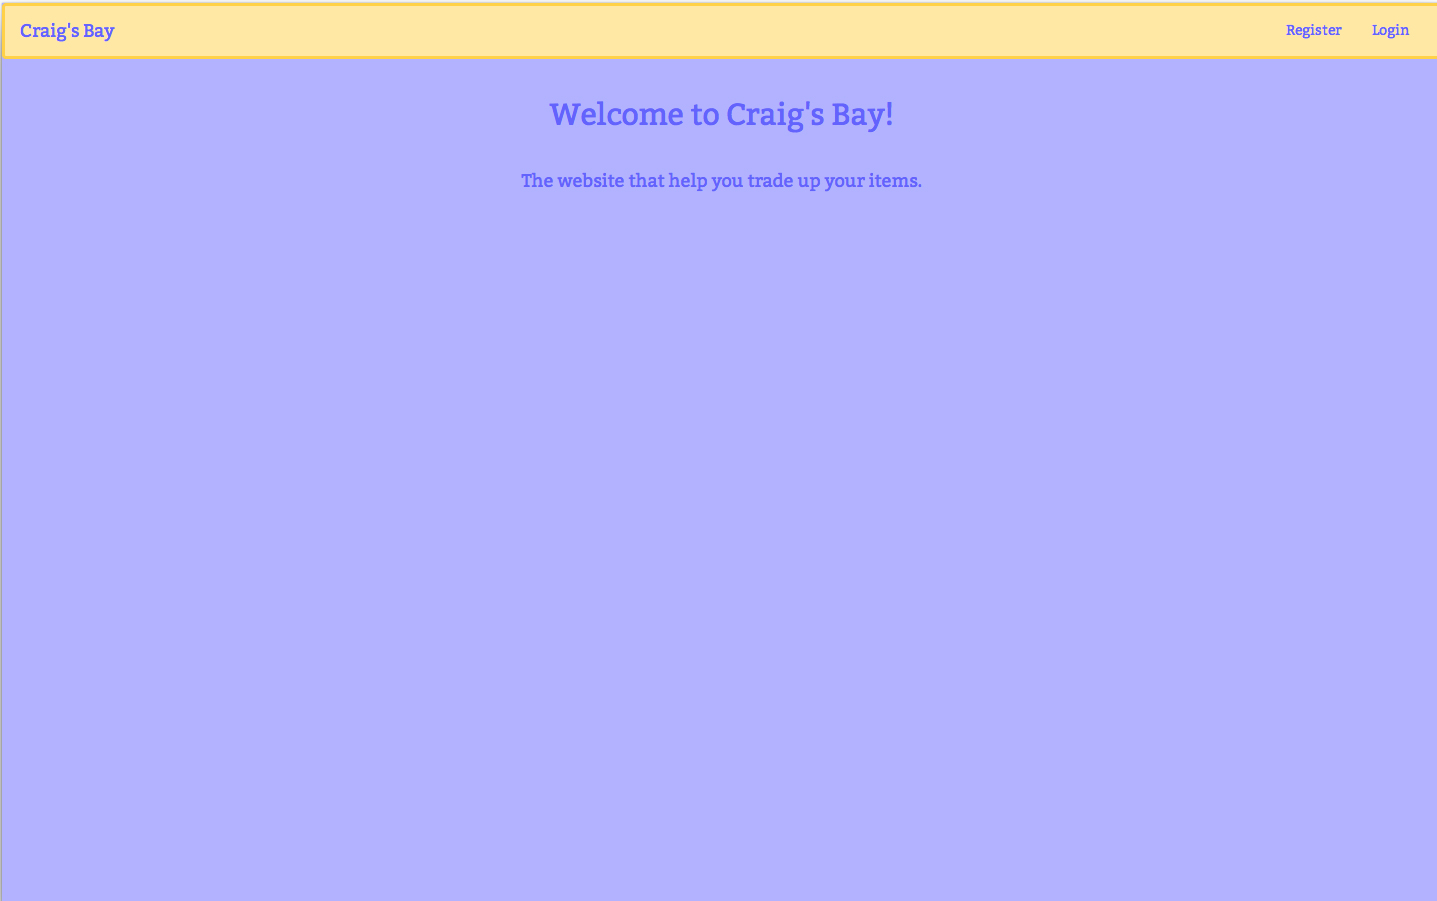 Craig's Bay
Register
Login
Welcome to Craig's Bay!
The website that help you trade up your items.